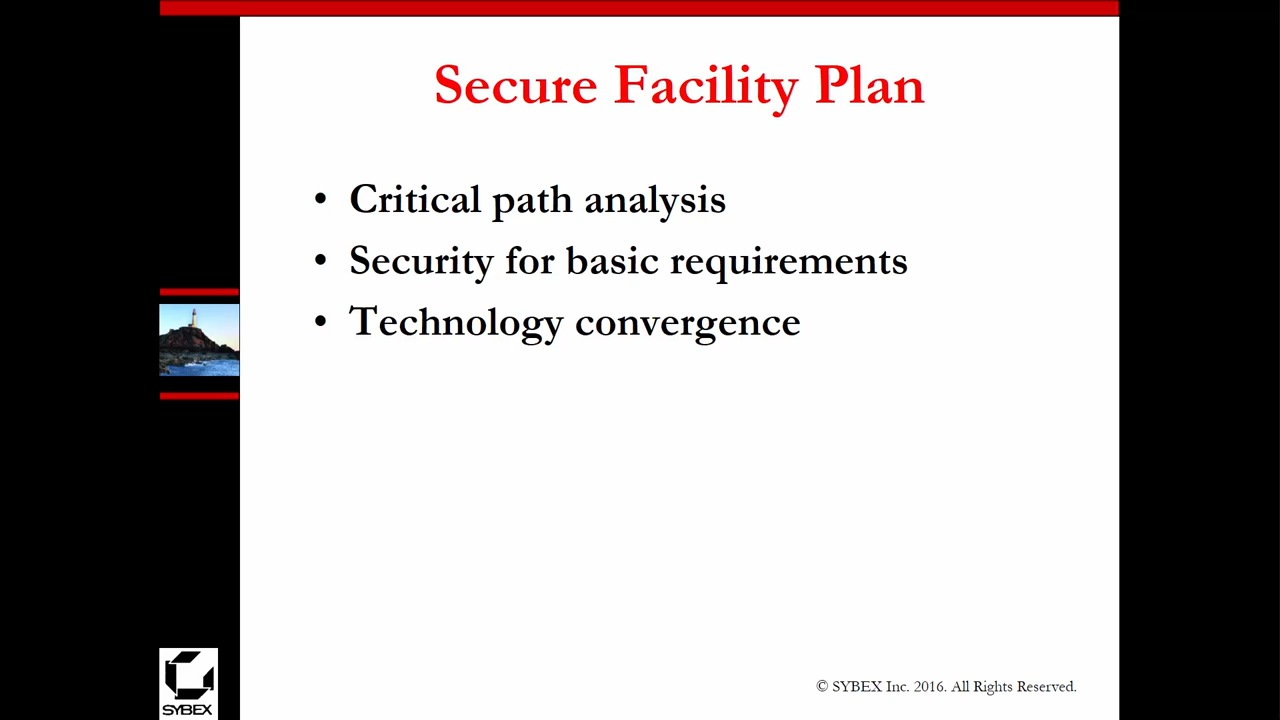 Secure Facility Plan
• Critical path analysis
• Security for basic requirements
• Technology convergence
© SYBEX Inc. 2016. All Rights Reserved.
SYBEX